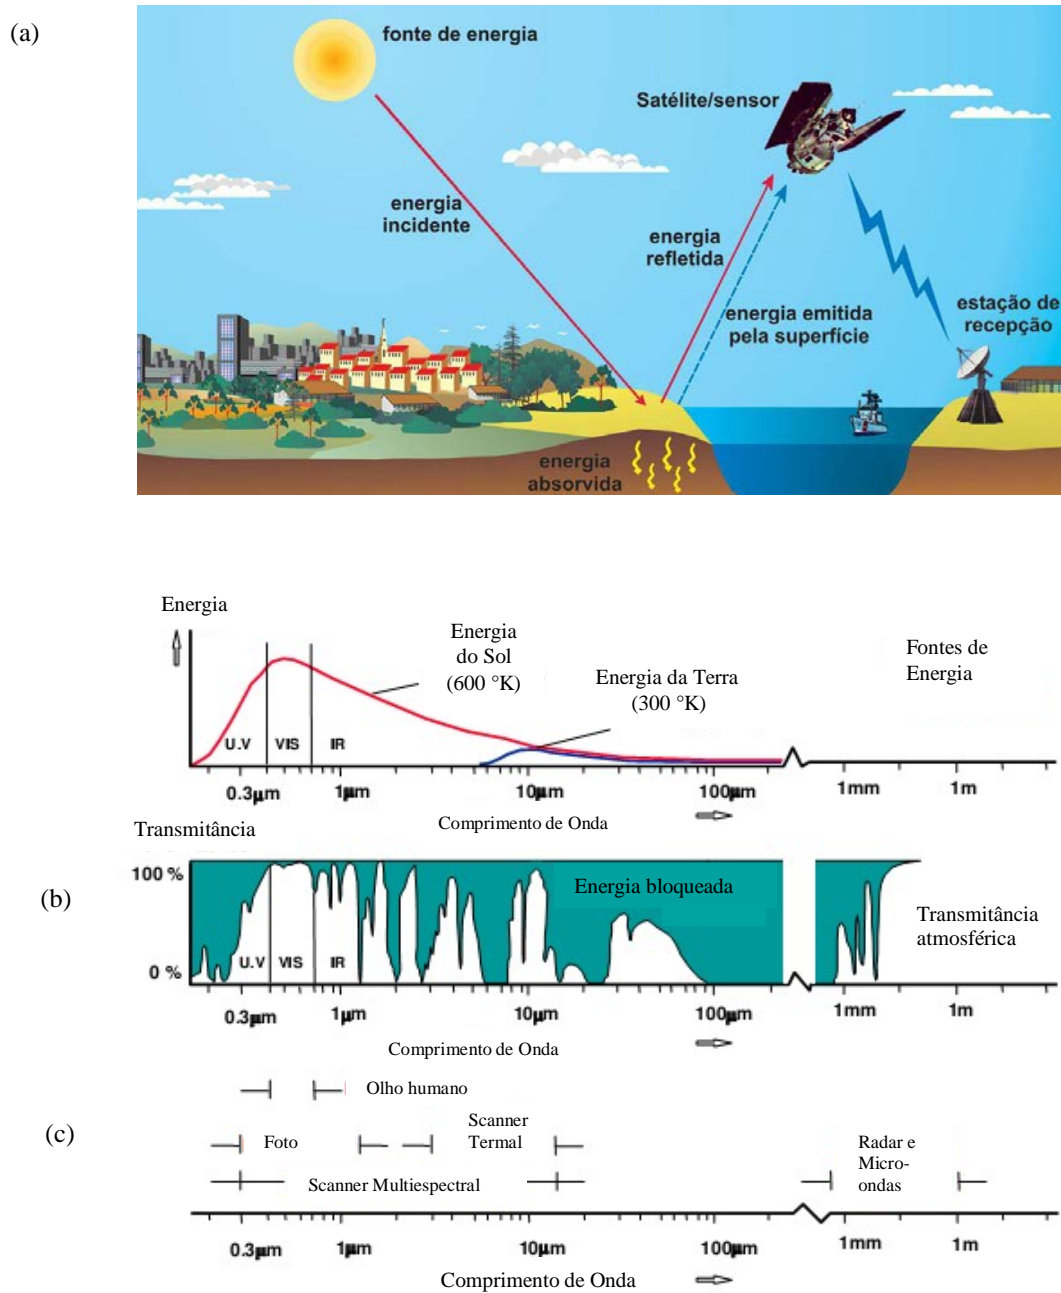 (a)
fonte de energia
Satélite/sensor
energia
incidente
energia
refletida
energia emitida
pela superfície
estação de
recepção
energia
absorvida
Energia
Energia
do Sol
(600 °K)
Energia da Terra
(300 °K)
Fontes de
Energia
U.V VIS IR
0.3µm 1µm 10µm 100µm 1mm 1m
Comprimento de Onda
Transmitância
(b)
100 %
Energia bloqueada
Transmitância
atmosférica
0 %
U.V VIS IR
0.3µm 1µm 10µm 100µm 1mm 1m
Comprimento de Onda
Olho humano
(c)
Foto
Scanner
Termal
Radar e
Micro-
ondas
Scanner Multiespectral
0.3µm 1µm 10µm 100µm 1mm 1m
Comprimento de Onda